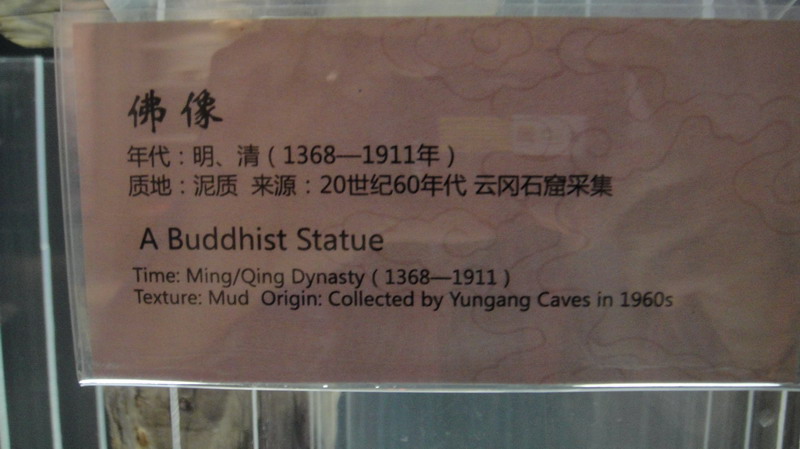 佛像
年代：明、清（1368—1911年）
质地：泥质 来源：20世纪60年代 云冈石窟采集
A Buddhist Statue
Time: Ming/Qing Dynasty（1368—1911）
Texture: Mud Origin: Collected by Yungang Caves in 1960s